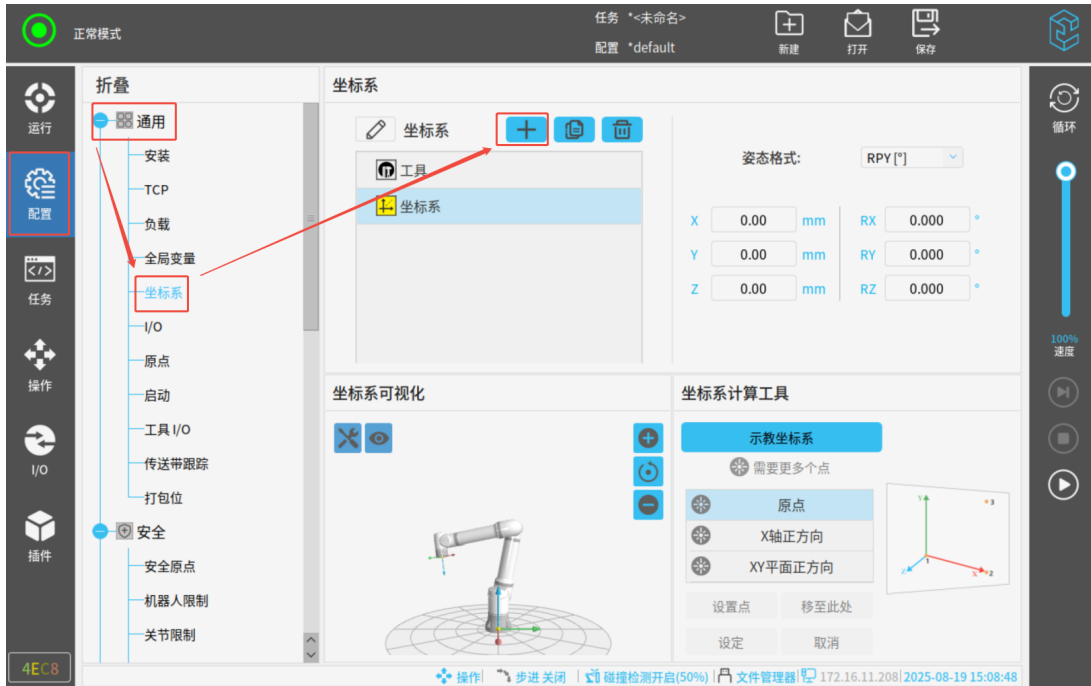 正常模式
任务 *<未命名>
配置 *default
新建
打开
保存
运行
配置
任务
操作
I/O
插件
4EC8
折叠
通用
安装
TCP
负载
全局变量
坐标系
I/O
原点
启动
工具 I/O
传送带跟踪
打包位
安全
安全原点
机器人限制
关节限制
坐标系
坐标系
工具
坐标系
姿态格式: RPY [°]
X 0.00 mm RX 0.000 °
Y 0.00 mm RY 0.000 °
Z 0.00 mm RZ 0.000 °
坐标系可视化
坐标系计算工具
示教坐标系
需要更多个点
原点
X轴正方向
XY平面正方向
设置点 移至此处
设定 取消
Y 3
1
Z X 2
循环
100%
速度
操作 步进 关闭 碰撞检测开启(50%) 文件管理器 172.16.11.208 2025-08-19 15:08:48